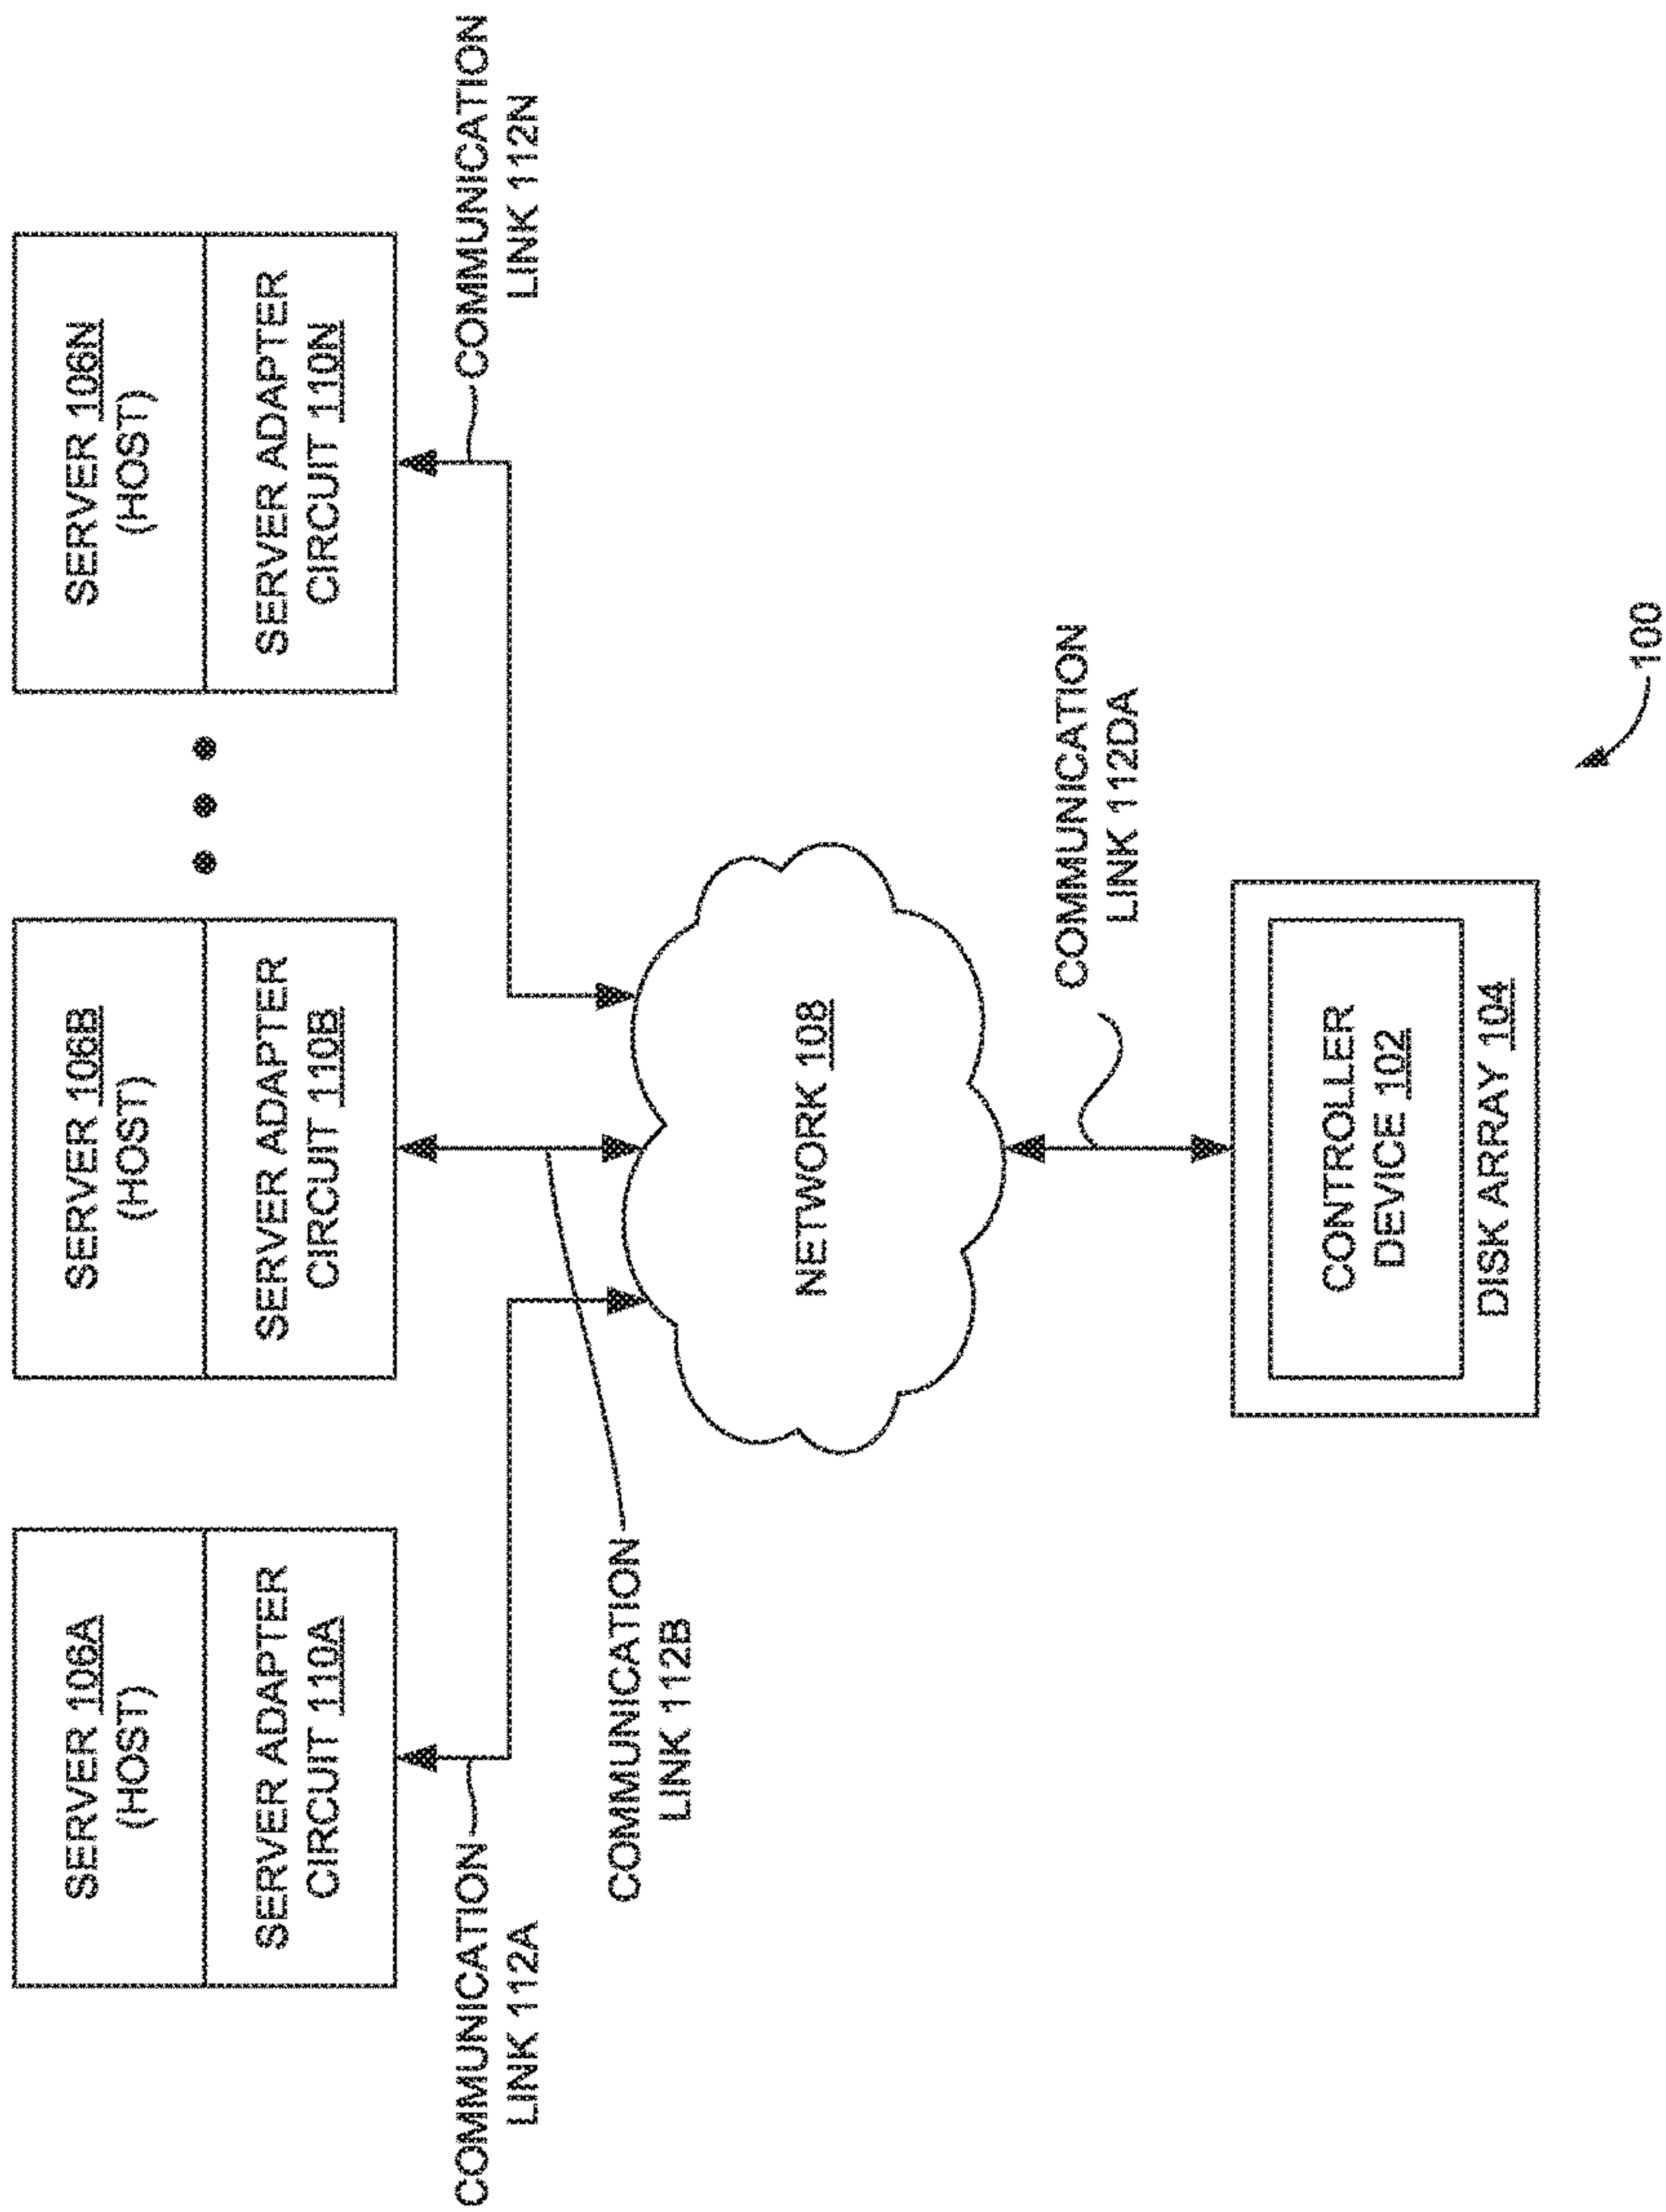 SERVER 106A
(HOST)
SERVER ADAPTER
CIRCUIT 110A
SERVER 106B
(HOST)
SERVER ADAPTER
CIRCUIT 110B
SERVER 106N
(HOST)
SERVER ADAPTER
CIRCUIT 110N
COMMUNICATION
LINK 112A
COMMUNICATION
LINK 112B
COMMUNICATION
LINK 112N
NETWORK 108
COMMUNICATION
LINK 112DA
CONTROLLER
DEVICE 102
DISK ARRAY 104
100